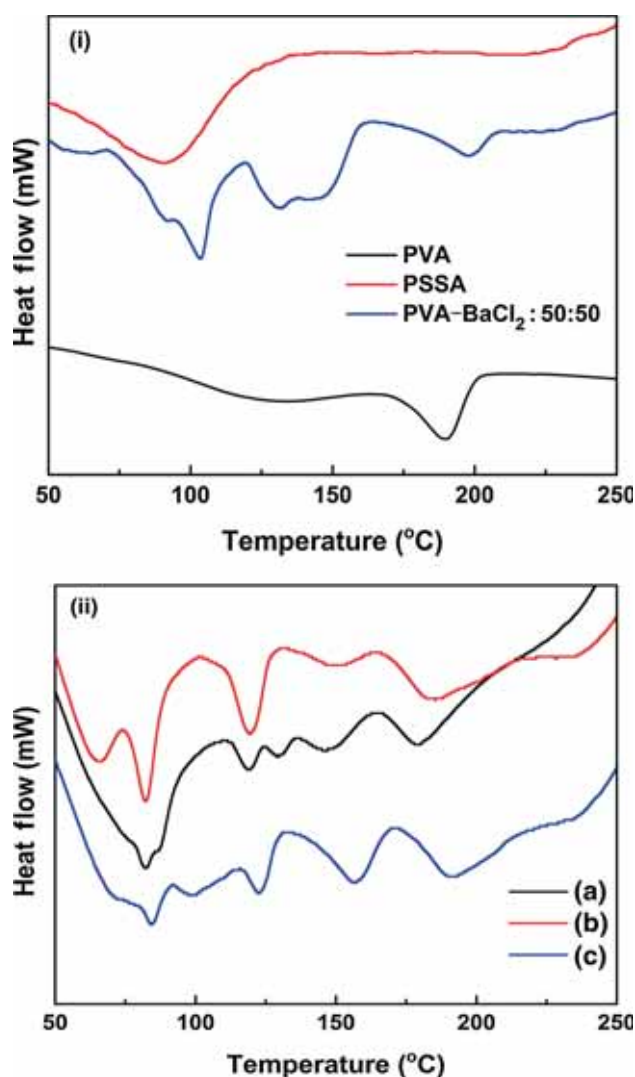 (i)
Heat flow (mW)
PVA
PSSA
PVA−BaCl₂ : 50:50
50 100 150 200 250
Temperature (°C)
(ii)
Heat flow (mW)
(a)
(b)
(c)
50 100 150 200 250
Temperature (°C)